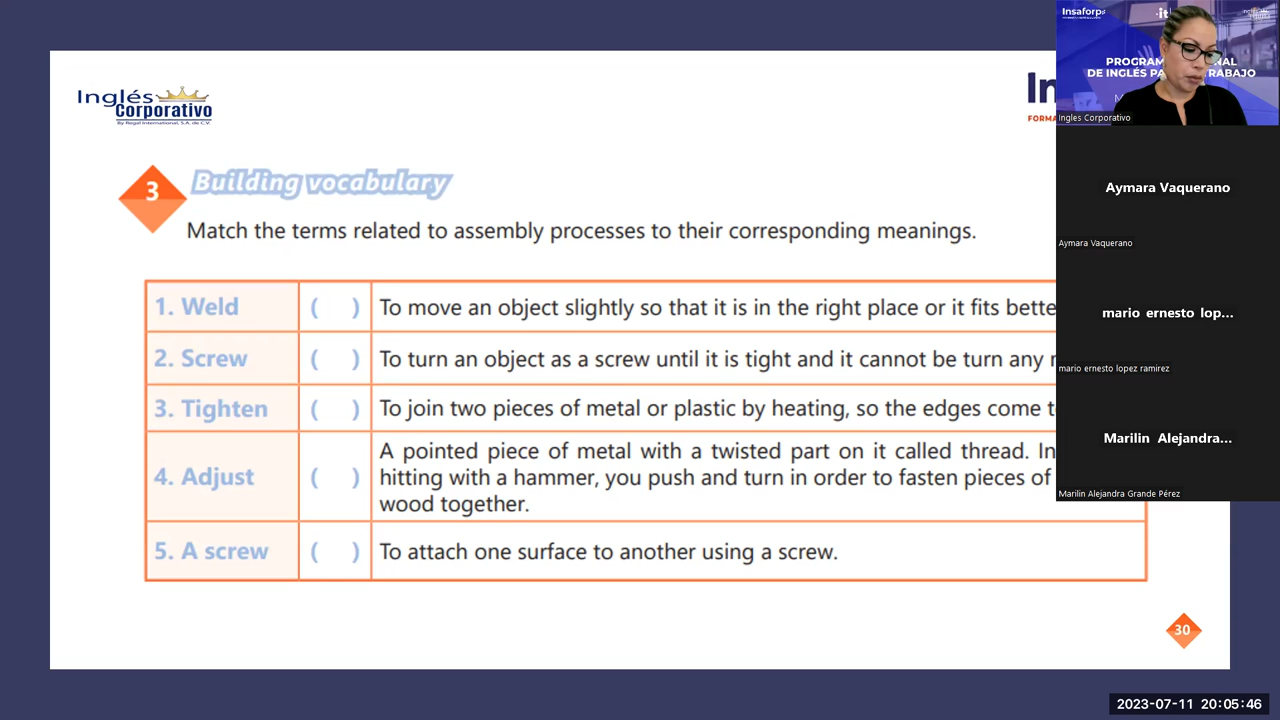 Inglés
Corporativo
By Regal International, S.A. de C.V.
In
FORMA
3
Building vocabulary
Match the terms related to assembly processes to their corresponding meanings.
1. Weld ( ) To move an object slightly so that it is in the right place or it fits bette
2. Screw ( ) To turn an object as a screw until it is tight and it cannot be turn any
3. Tighten ( ) To join two pieces of metal or plastic by heating, so the edges come
4. Adjust ( ) A pointed piece of metal with a twisted part on it called thread. In
hitting with a hammer, you push and turn in order to fasten pieces of
wood together.
5. A screw ( ) To attach one surface to another using a screw.
30
Insaforp
PROGRAM NAL
DE INGLÉS PA RABAJO
Ingles Corporativo
Aymara Vaquerano
Aymara Vaquerano
mario ernesto lop...
mario ernesto lopez ramirez
Marilin Alejandra...
Marilin Alejandra Grande Pérez
2023-07-11 20:05:46